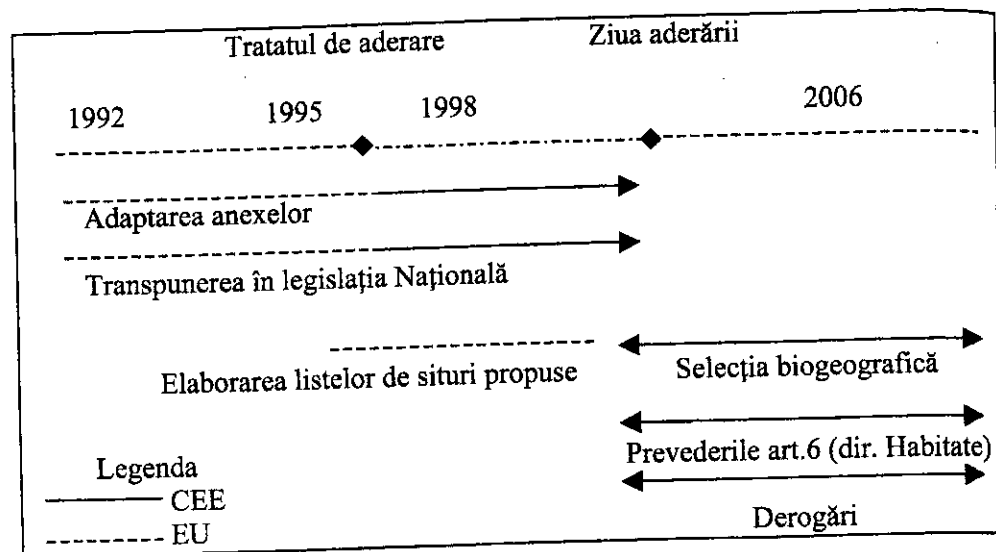 Tratatul de aderare Ziua aderării
1992 1995 1998 2006
Adaptarea anexelor
Transpunerea în legislația Națională
Elaborarea listelor de situri propuse Selecția biogeografică
Prevederile art.6 (dir. Habitate)
Legenda
CEE
EU
Derogări